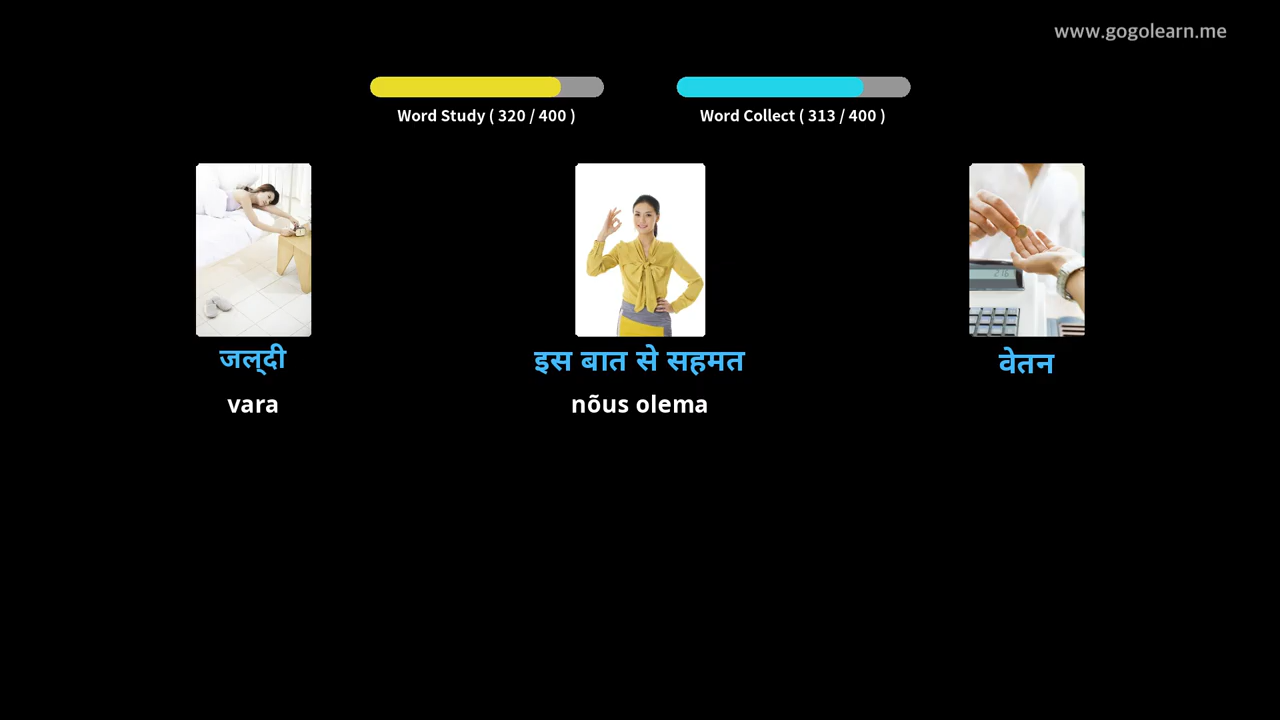 www.gogolearn.me
Word Study ( 320 / 400 )
Word Collect ( 313 / 400 )
जल्‌दी
इस बात से सहमत
वेतन
vara
nõus olema